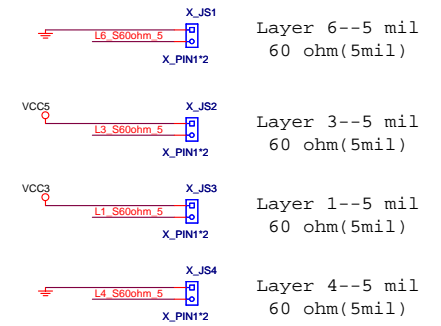 X_JS1
L6_S60ohm_5
X_PIN1*2
Layer 6--5 mil
60 ohm(5mil)
VCC5
X_JS2
L3_S60ohm_5
X_PIN1*2
Layer 3--5 mil
60 ohm(5mil)
VCC3
X_JS3
L1_S60ohm_5
X_PIN1*2
Layer 1--5 mil
60 ohm(5mil)
X_JS4
L4_S60ohm_5
X_PIN1*2
Layer 4--5 mil
60 ohm(5mil)